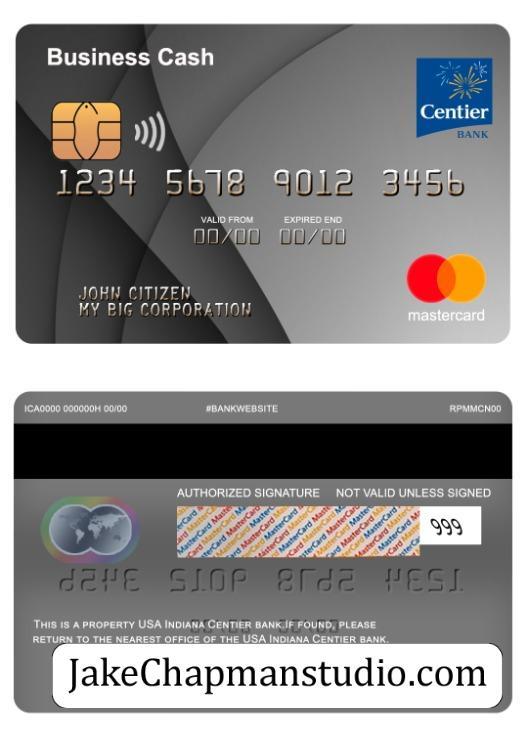 Business Cash
Centier
BANK
1234 5678 9012 3456
VALID FROM EXPIRED END
00/00 00/00
JOHN CITIZEN
MY BIG CORPORATION
mastercard
ICA0000 000000H 00/00 #BANKWEBSITE RPMMCN00
AUTHORIZED SIGNATURE NOT VALID UNLESS SIGNED
999
THIS IS A PROPERTY USA INDIANA CENTIER BANK.IF FOUND, PLEASE
RETURN TO THE NEAREST OFFICE OF THE USA INDIANA CENTIER BANK.
JakeChapmanstudio.com